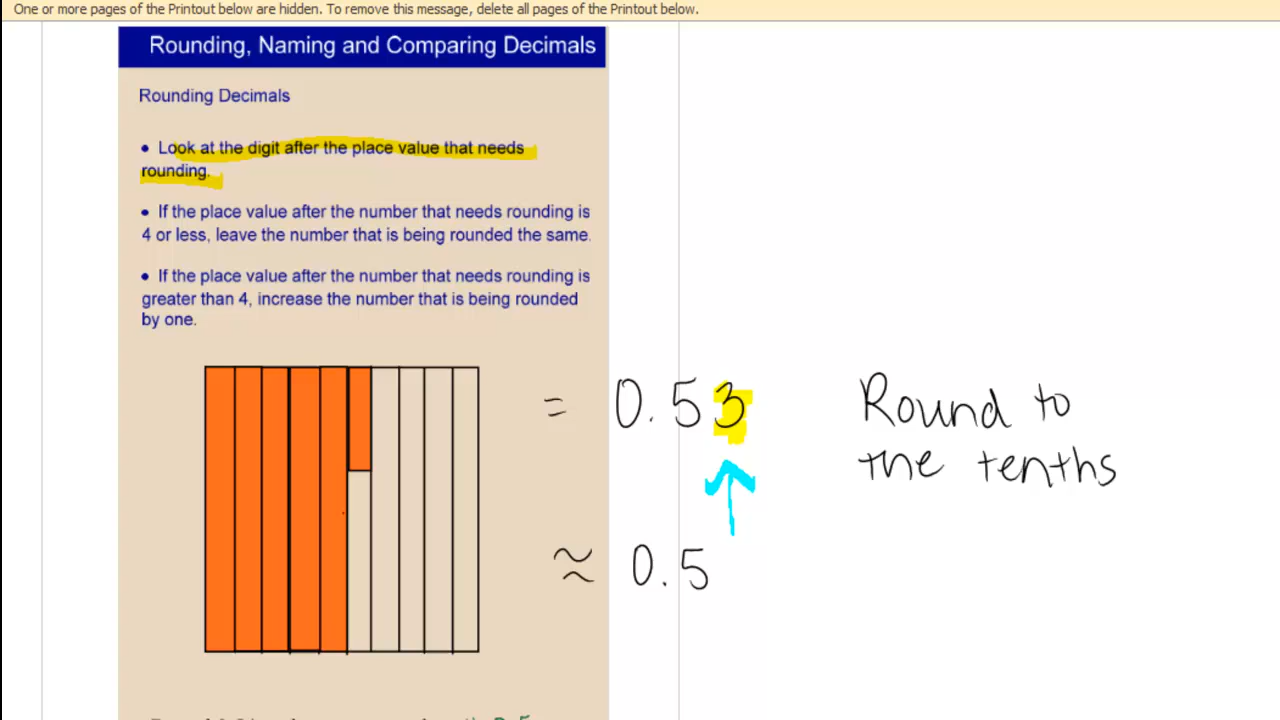 One or more pages of the Printout below are hidden. To remove this message, delete all pages of the Printout below.
Rounding, Naming and Comparing Decimals
Rounding Decimals
• Look at the digit after the place value that needs
rounding.
• If the place value after the number that needs rounding is
4 or less, leave the number that is being rounded the same.
• If the place value after the number that needs rounding is
greater than 4, increase the number that is being rounded
by one.
= 0.53
Round to
the tenths
≈ 0.5